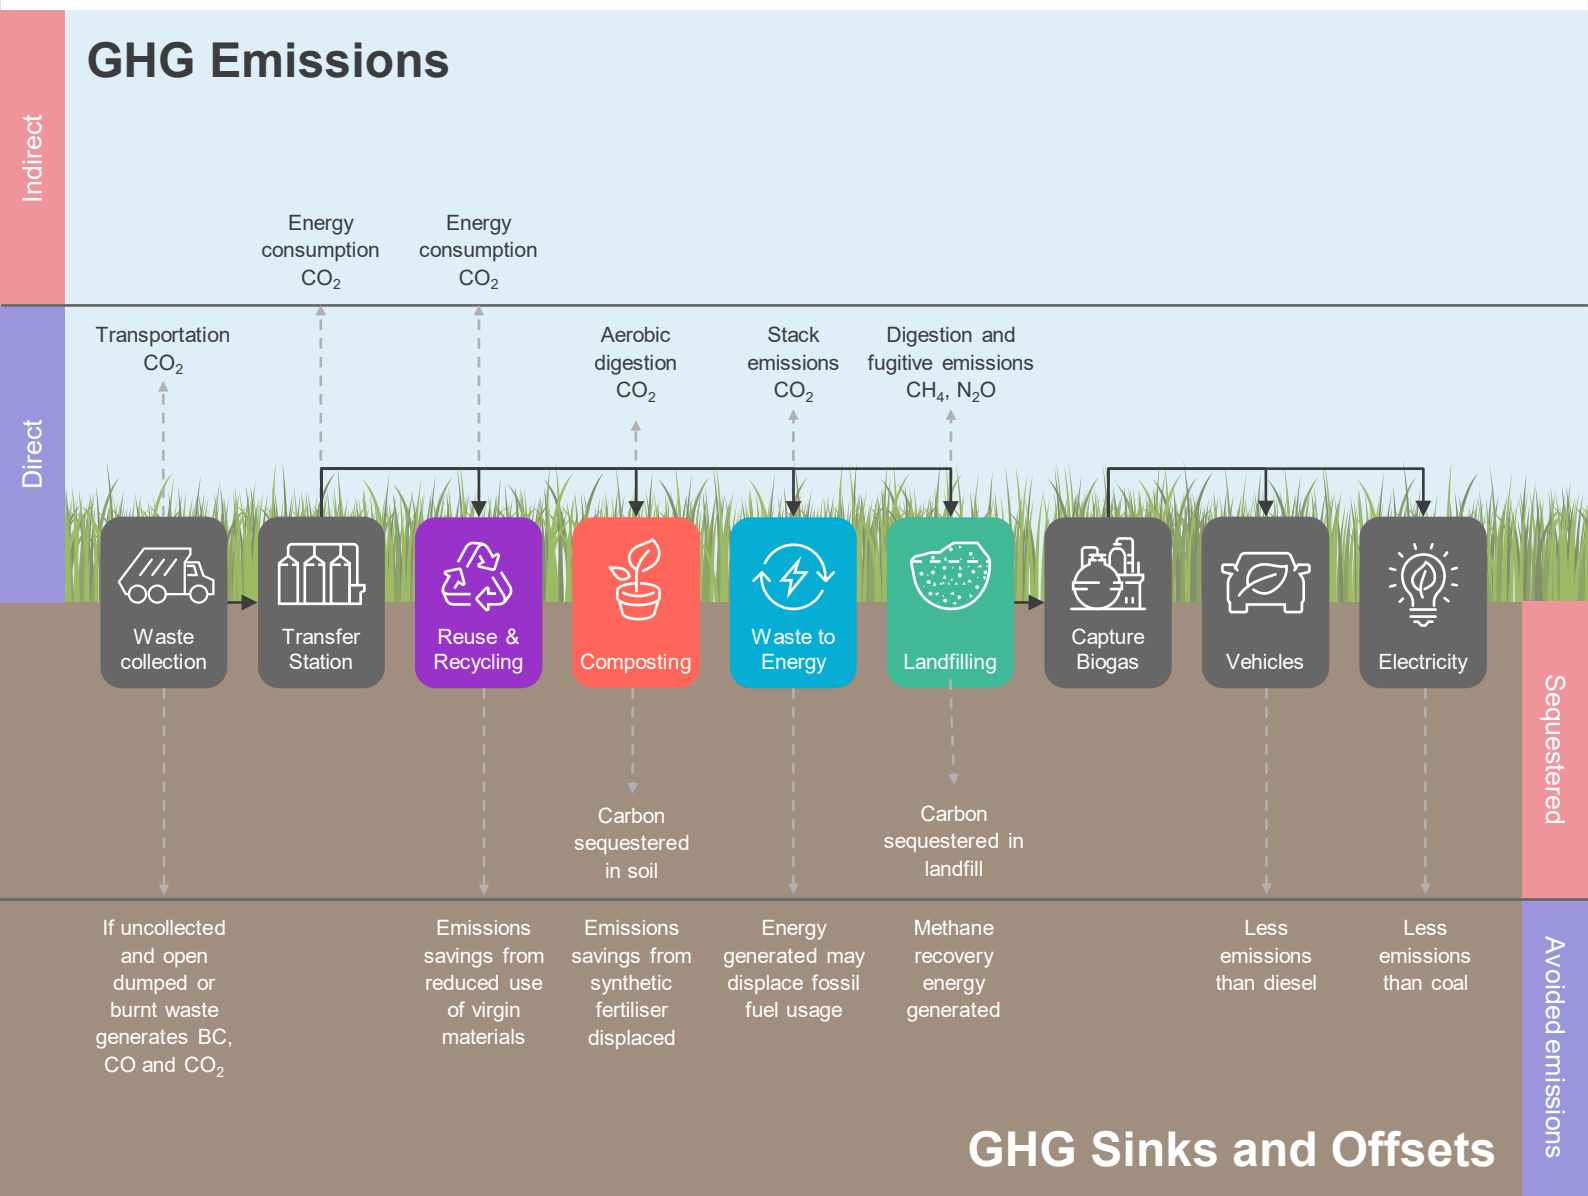 GHG Emissions
Indirect
Energy
consumption
CO₂
Energy
consumption
CO₂
Direct
Transportation
CO₂
Aerobic
digestion
CO₂
Stack
emissions
CO₂
Digestion and
fugitive emissions
CH₄, N₂O
Waste
collection
Transfer
Station
Reuse &
Recycling
Composting
Waste to
Energy
Landfilling
Capture
Biogas
Vehicles
Electricity
Sequestered
Carbon
sequestered
in soil
Carbon
sequestered in
landfill
If uncollected
and open
dumped or
burnt waste
generates BC,
CO and CO₂
Emissions
savings from
reduced use
of virgin
materials
Emissions
savings from
synthetic
fertiliser
displaced
Energy
generated may
displace fossil
fuel usage
Methane
recovery
energy
generated
Less
emissions
than diesel
Less
emissions
than coal
Avoided emissions
GHG Sinks and Offsets